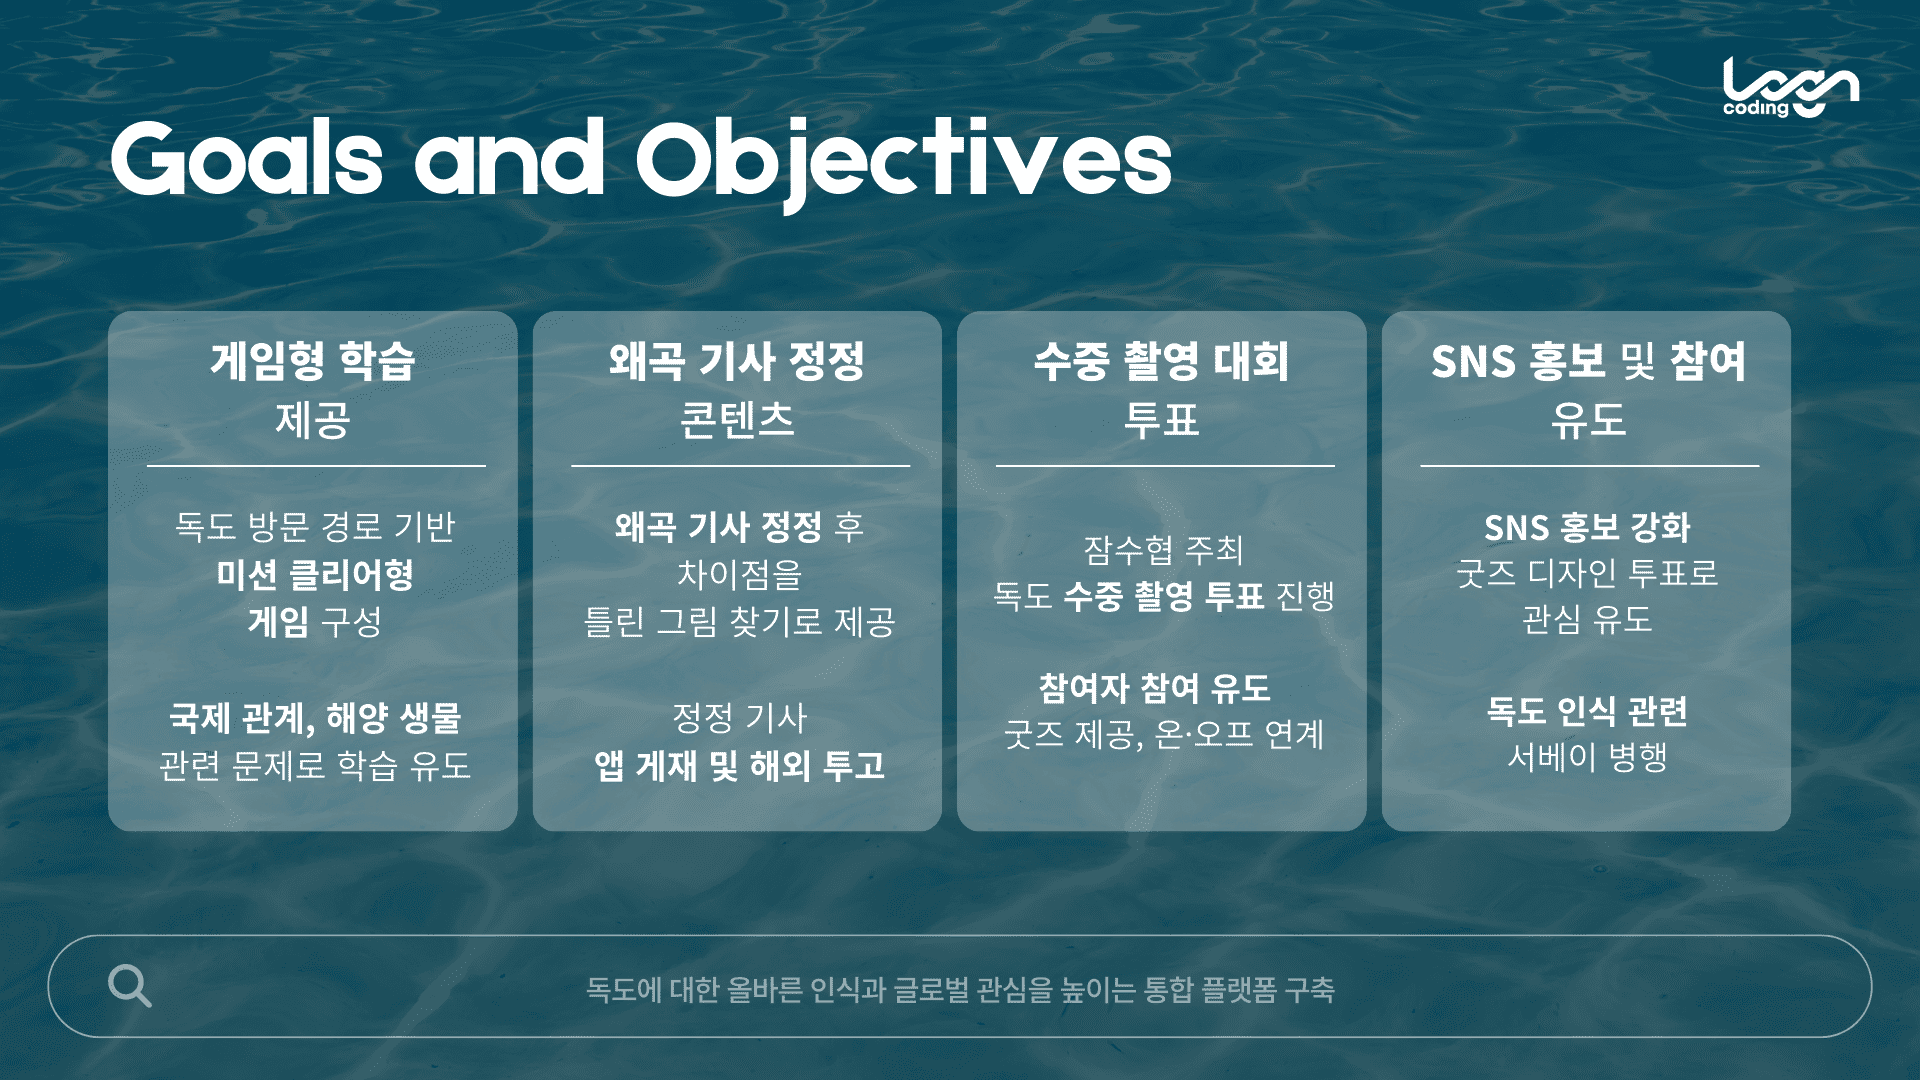 Logn
coding
Goals and Objectives
게임형 학습
제공
독도 방문 경로 기반
미션 클리어형
게임 구성
국제 관계, 해양 생물
관련 문제로 학습 유도
왜곡 기사 정정
콘텐츠
왜곡 기사 정정 후
차이점을
틀린 그림 찾기로 제공
정정 기사
앱 게재 및 해외 투고
수중 촬영 대회
투표
잠수협 주최
독도 수중 촬영 투표 진행
참여자 참여 유도
굿즈 제공, 온·오프 연계
SNS 홍보 및 참여
유도
SNS 홍보 강화
굿즈 디자인 투표로
관심 유도
독도 인식 관련
서베이 병행
독도에 대한 올바른 인식과 글로벌 관심을 높이는 통합 플랫폼 구축